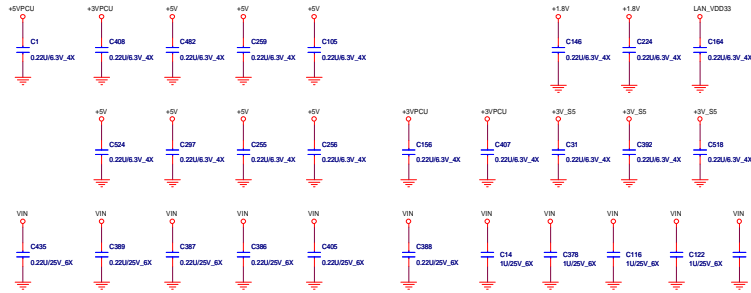 +5VPCU +3VPCU +5V +5V +5V +1.8V +1.8V LAN_VDD33
C1 C408 C482 C259 C105 C146 C224 C164
0.22U/6.3V_4X 0.22U/6.3V_4X 0.22U/6.3V_4X 0.22U/6.3V_4X 0.22U/6.3V_4X 0.22U/6.3V_4X 0.22U/6.3V_4X 0.22U/6.3V_4X
+5V +5V +5V +5V +3VPCU +3VPCU +3V_S5 +3V_S5 +3V_S5
C524 C297 C255 C256 C156 C407 C31 C392 C518
0.22U/6.3V_4X 0.22U/6.3V_4X 0.22U/6.3V_4X 0.22U/6.3V_4X 0.22U/6.3V_4X 0.22U/6.3V_4X 0.22U/6.3V_4X 0.22U/6.3V_4X 0.22U/6.3V_4X
VIN VIN VIN VIN VIN VIN VIN VIN VIN VIN VIN
C435 C389 C387 C386 C405 C388 C14 C378 C116 C122
0.22U/25V_6X 0.22U/25V_6X 0.22U/25V_6X 0.22U/25V_6X 0.22U/25V_6X 0.22U/25V_6X 1U/25V_6X 1U/25V_6X 1U/25V_6X 1U/25V_6X